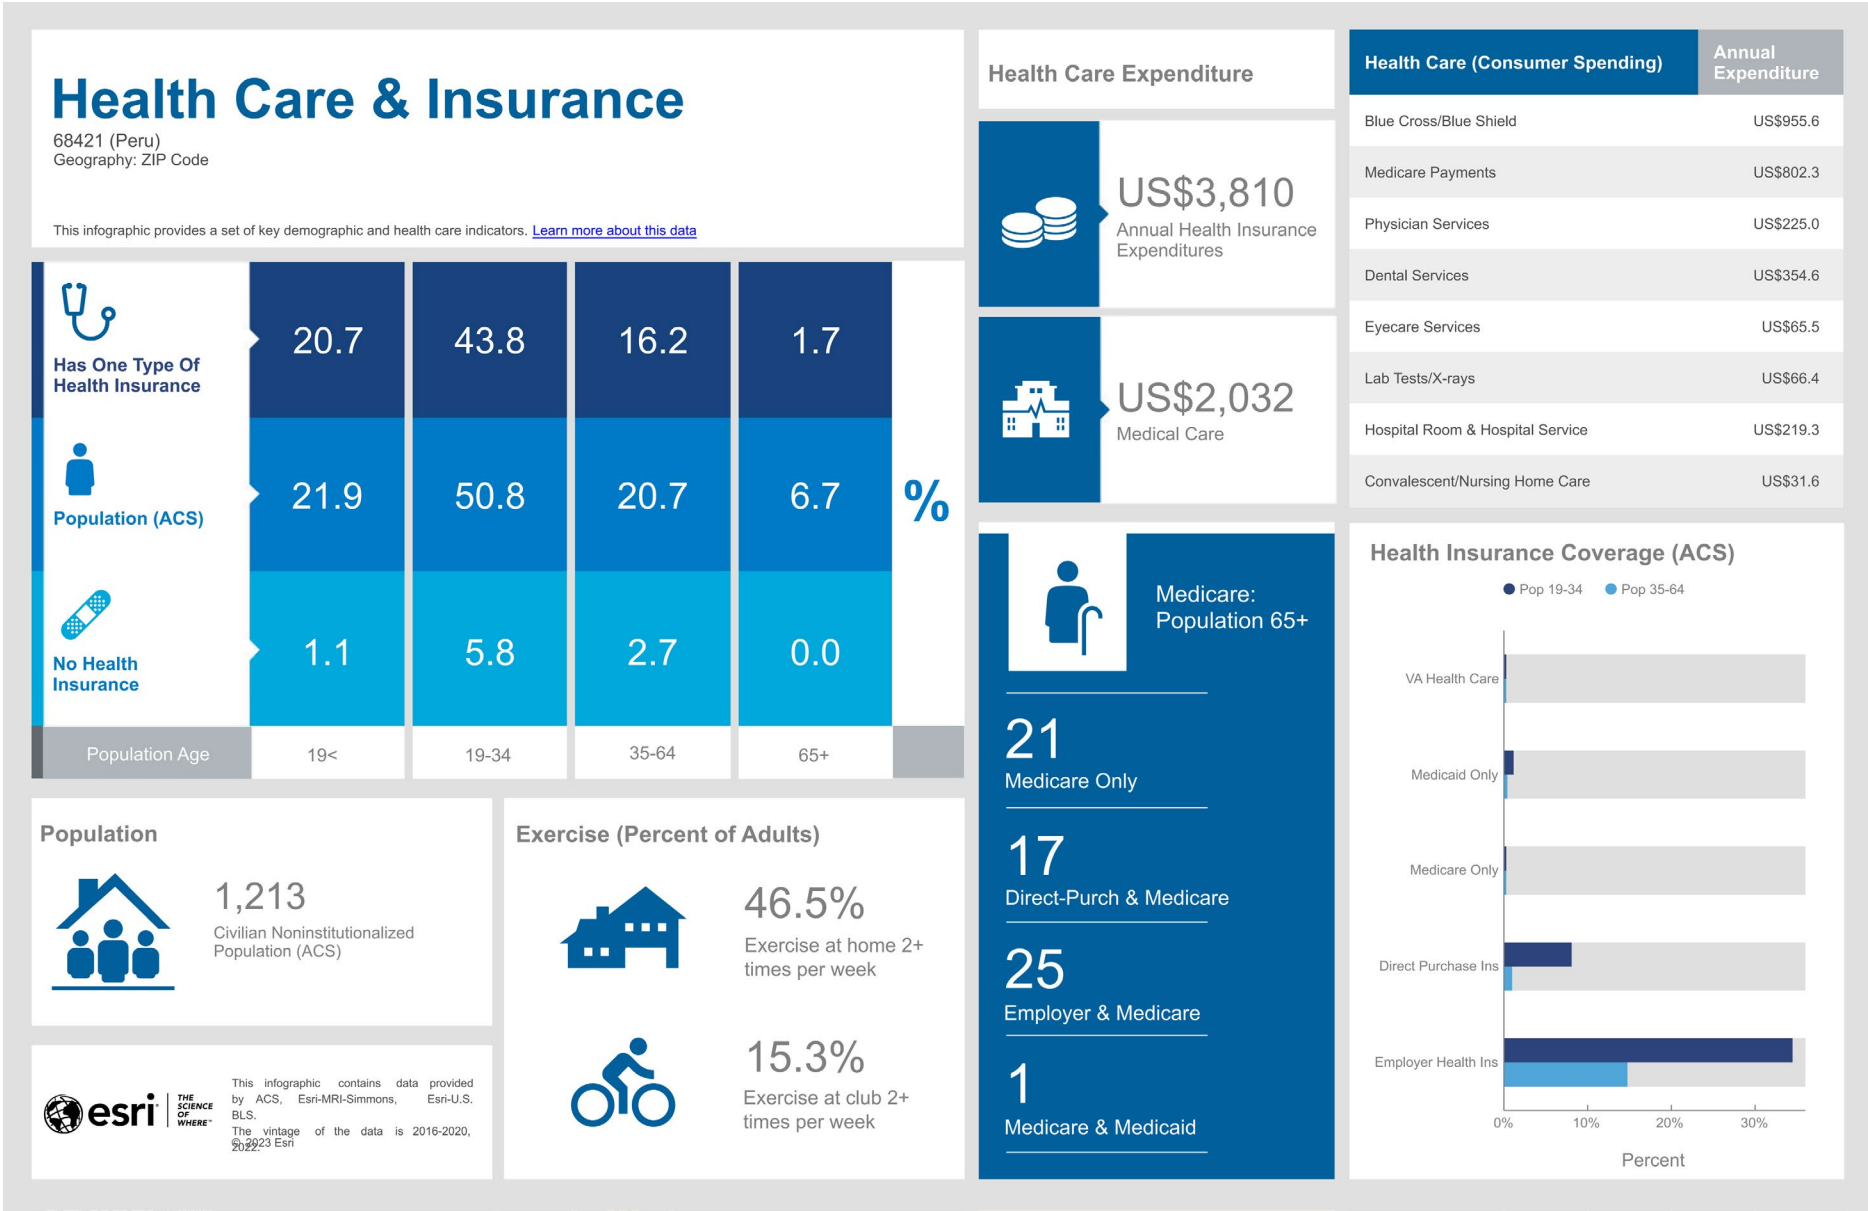 Health Care & Insurance
68421 (Peru)
Geography: ZIP Code
This infographic provides a set of key demographic and health care indicators. Learn more about this data
Has One Type Of
Health Insurance
20.7 43.8 16.2 1.7
Population (ACS)
21.9 50.8 20.7 6.7
%
No Health
Insurance
1.1 5.8 2.7 0.0
Population Age 19< 19-34 35-64 65+
Population
1,213
Civilian Noninstitutionalized
Population (ACS)
esri
THE
SCIENCE
OF
WHERE™
This infographic contains data provided
by ACS, Esri-MRI-Simmons, Esri-U.S.
BLS.
The vintage of the data is 2016-2020,
2022.
© 2023 Esri
Exercise (Percent of Adults)
46.5%
Exercise at home 2+
times per week
15.3%
Exercise at club 2+
times per week
Health Care Expenditure
US$3,810
Annual Health Insurance
Expenditures
US$2,032
Medical Care
Medicare:
Population 65+
21
Medicare Only
17
Direct-Purch & Medicare
25
Employer & Medicare
1
Medicare & Medicaid
Health Care (Consumer Spending) Annual
Expenditure
Blue Cross/Blue Shield US$955.6
Medicare Payments US$802.3
Physician Services US$225.0
Dental Services US$354.6
Eyecare Services US$65.5
Lab Tests/X-rays US$66.4
Hospital Room & Hospital Service US$219.3
Convalescent/Nursing Home Care US$31.6
Health Insurance Coverage (ACS)
Pop 19-34 Pop 35-64
VA Health Care
Medicaid Only
Medicare Only
Direct Purchase Ins
Employer Health Ins
0% 10% 20% 30%
Percent